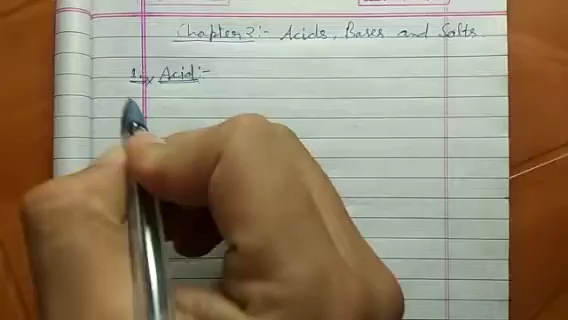 Chapter 2:- Acids, Bases and Salts.
1. Acid:-